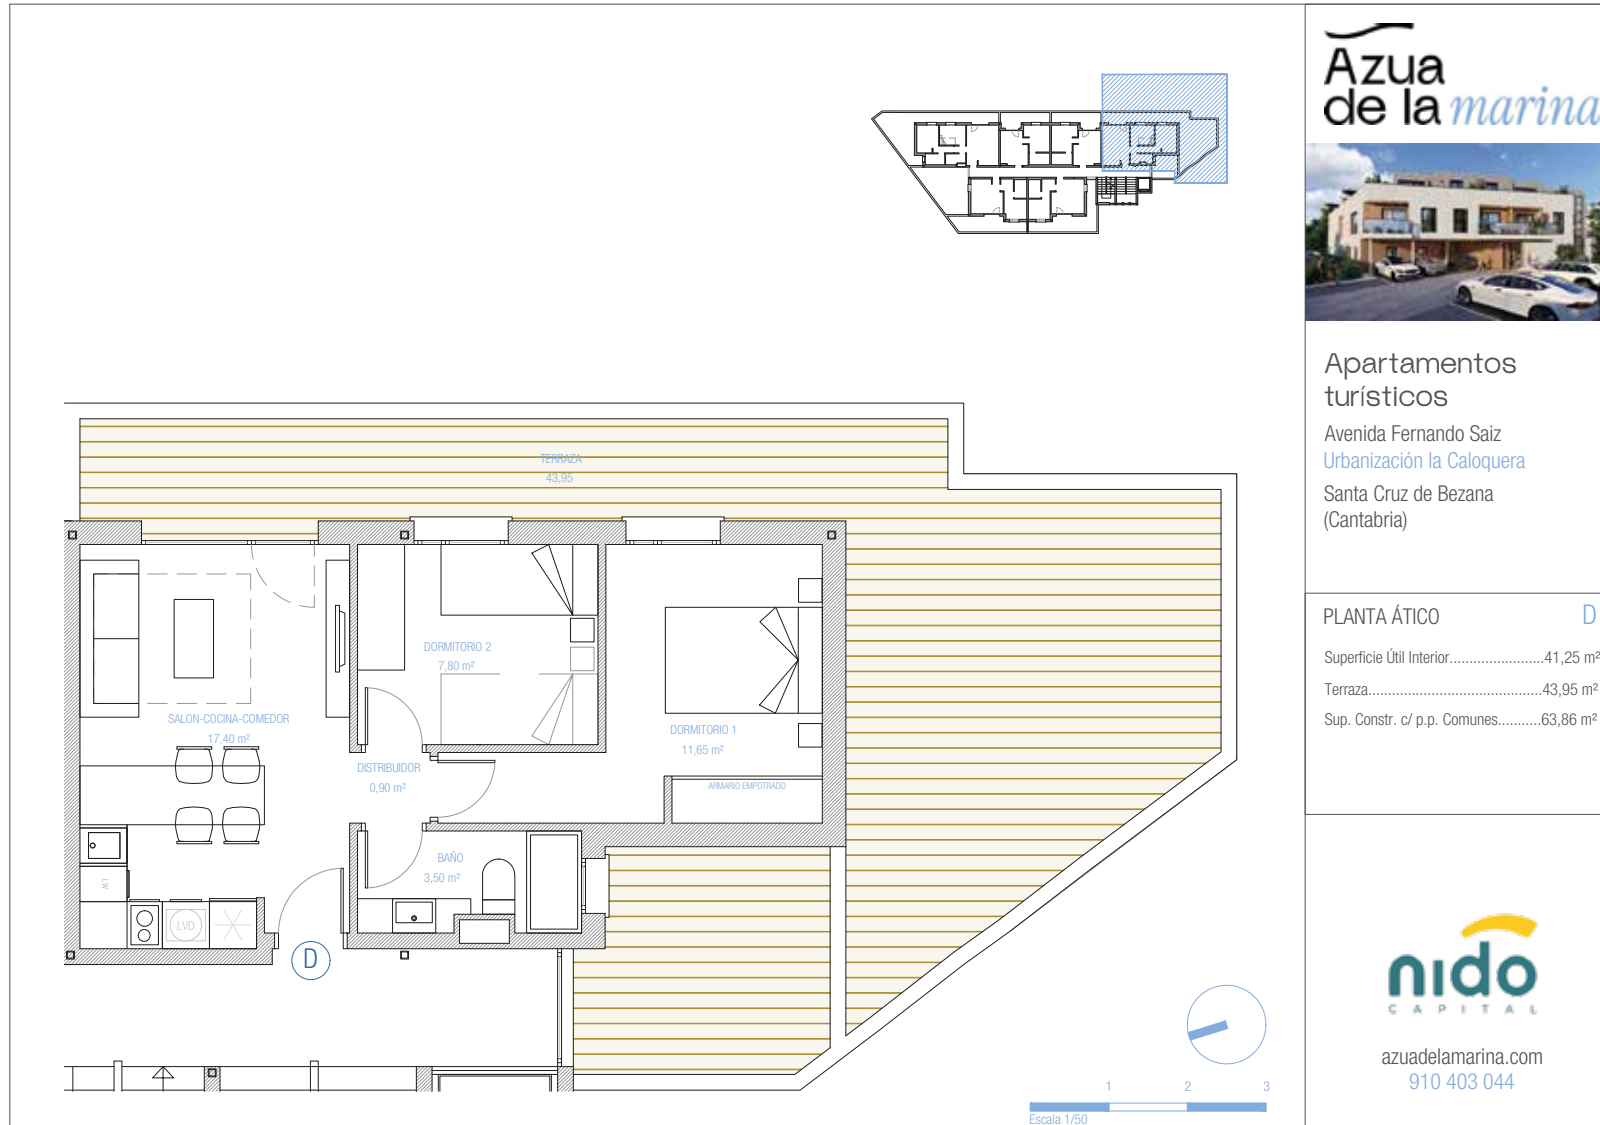 Azua
de la marina
Apartamentos
turísticos
Avenida Fernando Saiz
Urbanización la Caloquera
Santa Cruz de Bezana
(Cantabria)
PLANTA ÁTICO D
Superficie Útil Interior.......................41,25 m²
Terraza...........................................43,95 m²
Sup. Constr. c/ p.p. Comunes...........63,86 m²
TERRAZA
43,95
DORMITORIO 2
7,80 m²
SALON-COCINA-COMEDOR
17,40 m²
DORMITORIO 1
11,65 m²
DISTRIBUIDOR
0,90 m²
ARMARIO EMPOTRADO
BAÑO
3,50 m²
LW
LVD
D
1 2 3
Escala 1/50
nido
CAPITAL
azuadelamarina.com
910 403 044